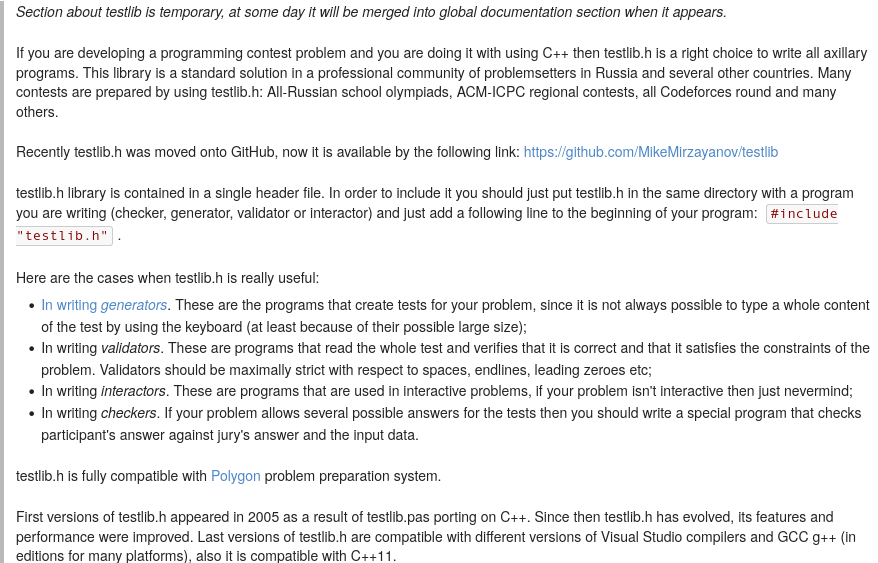 Section about testlib is temporary, at some day it will be merged into global documentation section when it appears.
If you are developing a programming contest problem and you are doing it with using C++ then testlib.h is a right choice to write all axillary
programs. This library is a standard solution in a professional community of problemsetters in Russia and several other countries. Many
contests are prepared by using testlib.h: All-Russian school olympiads, ACM-ICPC regional contests, all Codeforces round and many
others.
Recently testlib.h was moved onto GitHub, now it is available by the following link: https://github.com/MikeMirzayanov/testlib
testlib.h library is contained in a single header file. In order to include it you should just put testlib.h in the same directory with a program
you are writing (checker, generator, validator or interactor) and just add a following line to the beginning of your program: #include
"testlib.h" .
Here are the cases when testlib.h is really useful:
• In writing generators. These are the programs that create tests for your problem, since it is not always possible to type a whole content
of the test by using the keyboard (at least because of their possible large size);
• In writing validators. These are programs that read the whole test and verifies that it is correct and that it satisfies the constraints of the
problem. Validators should be maximally strict with respect to spaces, endlines, leading zeroes etc;
• In writing interactors. These are programs that are used in interactive problems, if your problem isn't interactive then just nevermind;
• In writing checkers. If your problem allows several possible answers for the tests then you should write a special program that checks
participant's answer against jury's answer and the input data.
testlib.h is fully compatible with Polygon problem preparation system.
First versions of testlib.h appeared in 2005 as a result of testlib.pas porting on C++. Since then testlib.h has evolved, its features and
performance were improved. Last versions of testlib.h are compatible with different versions of Visual Studio compilers and GCC g++ (in
editions for many platforms), also it is compatible with C++11.